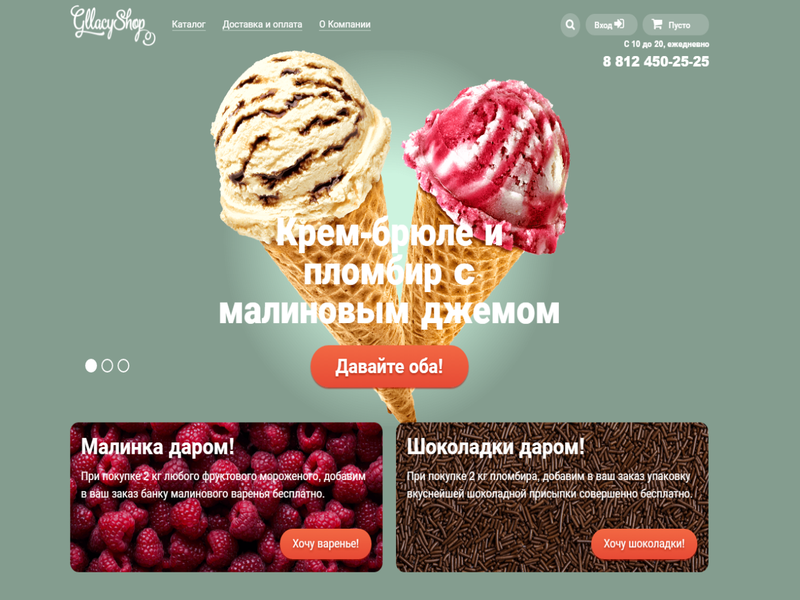 GllacyShop
Каталог
Доставка и оплата
О Компании
Вход
Пусто
С 10 до 20, ежедневно
8 812 450-25-25
Крем-брюле и
пломбир с
малиновым джемом
Давайте оба!
Малинка даром!
При покупке 2 кг любого фруктового мороженого, добавим
в ваш заказ банку малинового варенья бесплатно.
Хочу варенье!
Шоколадки даром!
При покупке 2 кг пломбира, добавим в ваш заказ упаковку
вкуснейшей шоколадной присыпки совершенно бесплатно.
Хочу шоколадки!